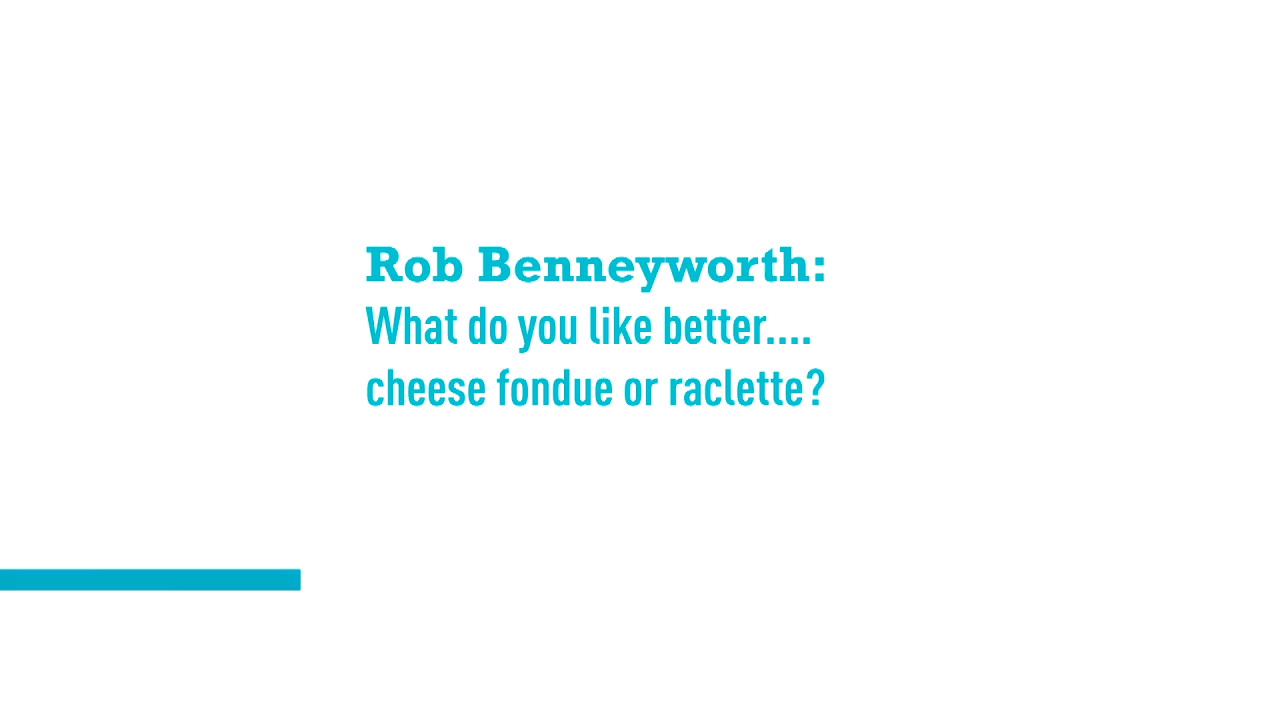 Rob Benneyworth:
What do you like better....
cheese fondue or raclette?